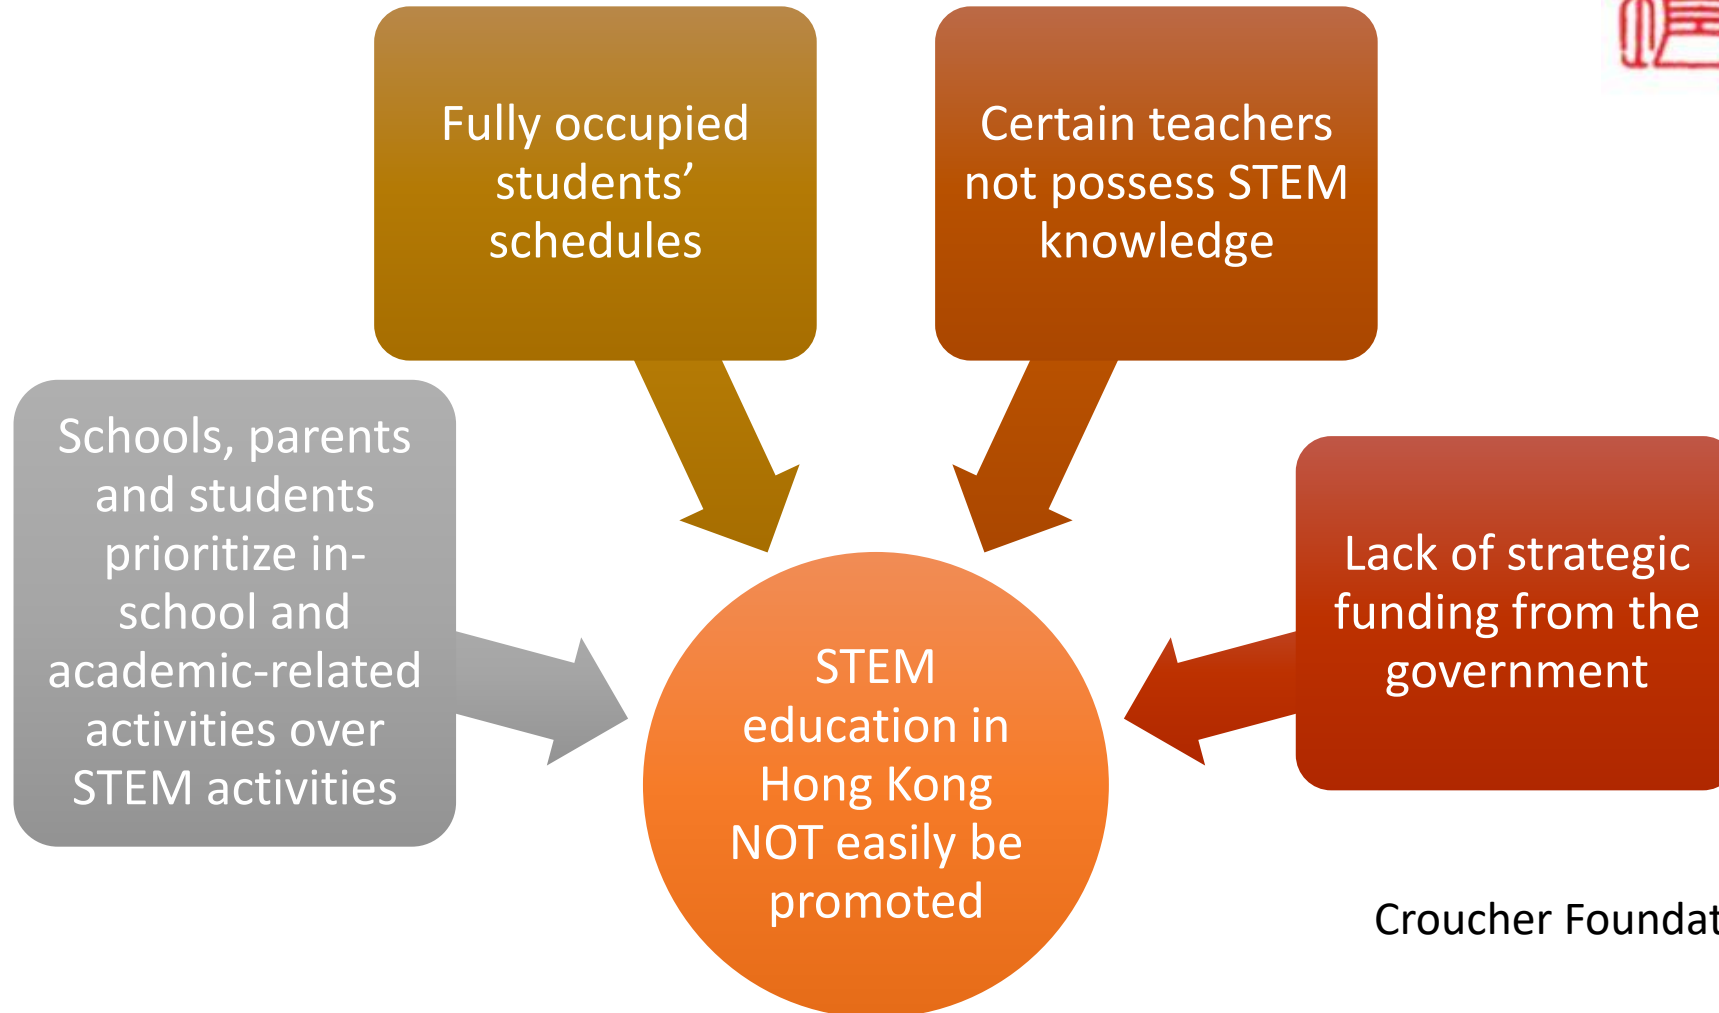 Fully occupied
students’
schedules
Certain teachers
not possess STEM
knowledge
Schools, parents
and students
prioritize in-
school and
academic-related
activities over
STEM activities
Lack of strategic
funding from the
government
STEM
education in
Hong Kong
NOT easily be
promoted
Croucher